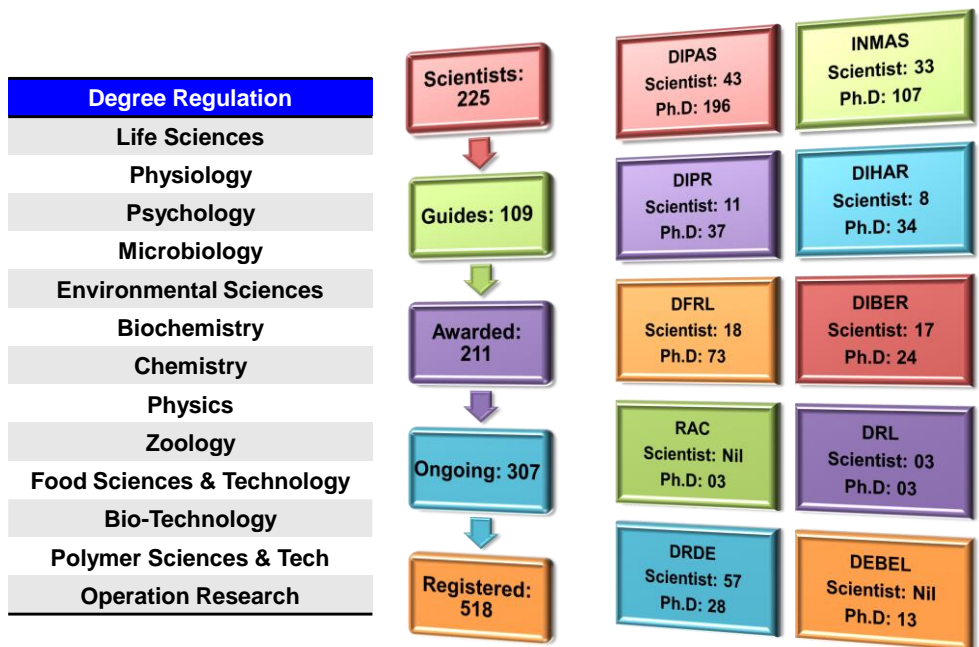 Degree Regulation
Life Sciences
Physiology
Psychology
Microbiology
Environmental Sciences
Biochemistry
Chemistry
Physics
Zoology
Food Sciences & Technology
Bio-Technology
Polymer Sciences & Tech
Operation Research
Scientists:
225
Guides: 109
Awarded:
211
Ongoing: 307
Registered:
518
DIPAS
Scientist: 43
Ph.D: 196
INMAS
Scientist: 33
Ph.D: 107
DIPR
Scientist: 11
Ph.D: 37
DIHAR
Scientist: 8
Ph.D: 34
DFRL
Scientist: 18
Ph.D: 73
DIBER
Scientist: 17
Ph.D: 24
RAC
Scientist: Nil
Ph.D: 03
DRL
Scientist: 03
Ph.D: 03
DRDE
Scientist: 57
Ph.D: 28
DEBEL
Scientist: Nil
Ph.D: 13